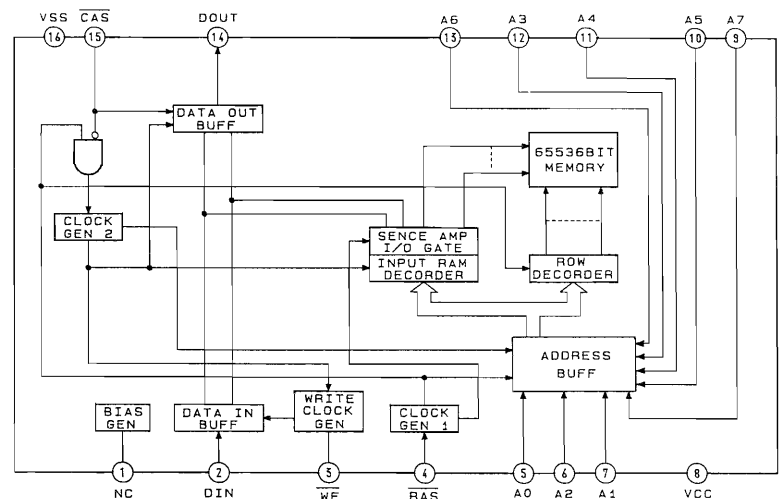 VSS CAS DOUT A6 A3 A4 A5 A7
16 15 14 13 12 11 10 9
DATA OUT
BUFF
65536BIT
MEMORY
CLOCK
GEN 2
SENCE AMP
I/O GATE
INPUT RAM
DECORDER
ROW
DECORDER
ADDRESS
BUFF
BIAS
GEN
DATA IN
BUFF
WRITE
CLOCK
GEN
CLOCK
GEN 1
1 2 3 4 5 6 7 8
NC DIN WE RAS A0 A2 A1 VCC